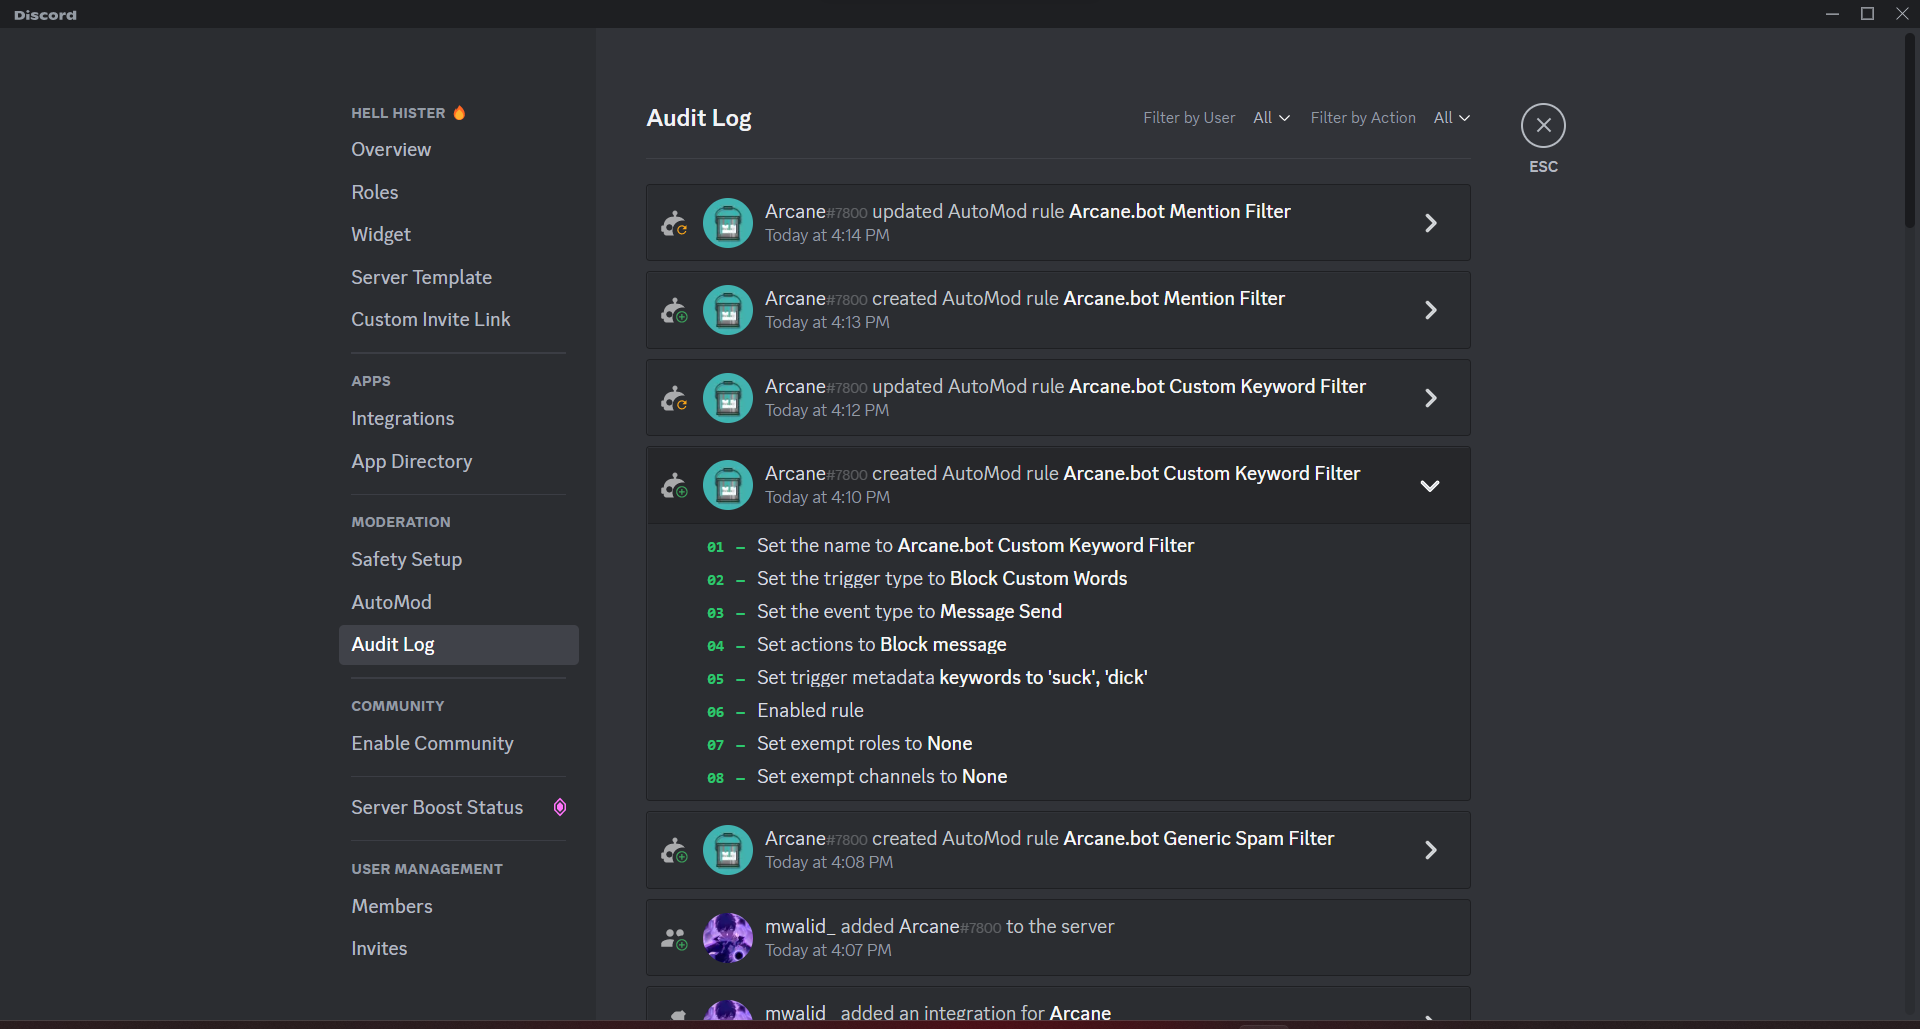 Discord
HELL HISTER 🔥
Overview
Roles
Widget
Server Template
Custom Invite Link
APPS
Integrations
App Directory
MODERATION
Safety Setup
AutoMod
Audit Log
COMMUNITY
Enable Community
Server Boost Status
USER MANAGEMENT
Members
Invites
Audit Log
Filter by User All Filter by Action All
ESC
Arcane#7800 updated AutoMod rule Arcane.bot Mention Filter
Today at 4:14 PM
Arcane#7800 created AutoMod rule Arcane.bot Mention Filter
Today at 4:13 PM
Arcane#7800 updated AutoMod rule Arcane.bot Custom Keyword Filter
Today at 4:12 PM
Arcane#7800 created AutoMod rule Arcane.bot Custom Keyword Filter
Today at 4:10 PM
01 – Set the name to Arcane.bot Custom Keyword Filter
02 – Set the trigger type to Block Custom Words
03 – Set the event type to Message Send
04 – Set actions to Block message
05 – Set trigger metadata keywords to 'suck', 'dick'
06 – Enabled rule
07 – Set exempt roles to None
08 – Set exempt channels to None
Arcane#7800 created AutoMod rule Arcane.bot Generic Spam Filter
Today at 4:08 PM
mwalid_ added Arcane#7800 to the server
Today at 4:07 PM
mwalid_ added an integration for Arcane